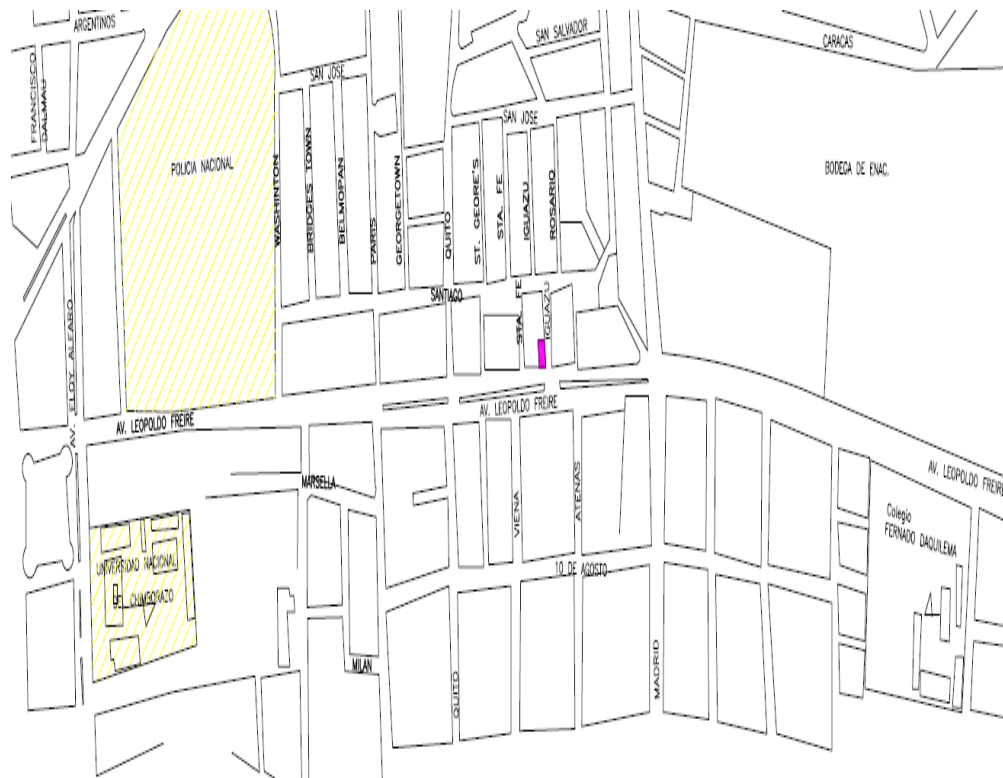 ARGENTINOS
SAN SALVADOR
CARACAS
FRANCISCO
DALMAU
SAN JOSE
SAN JOSE
POLICIA NACIONAL
BODEGA DE ENAC.
WASHINTON
BRIDGES TOWN
BELMOPAN
PARIS
GEORGETOWN
QUITO
ST. GEORE'S
STA. FE
IGUAZU
ROSARIO
SANTIAGO
STA. FE
IGUAZU
AV. ELOY ALFARO
AV. LEOPOLDO FREIRE
AV. LEOPOLDO FREIRE
AV. LEOPOLDO FREIRE
MARSELLA
VIENA
ATENAS
Colegio
FERNADO DAQUILEMA
UNIVERSIDAD NACIONAL
DE CHIMBORAZO
10 DE AGOSTO
MILAN
QUITO
MADRID